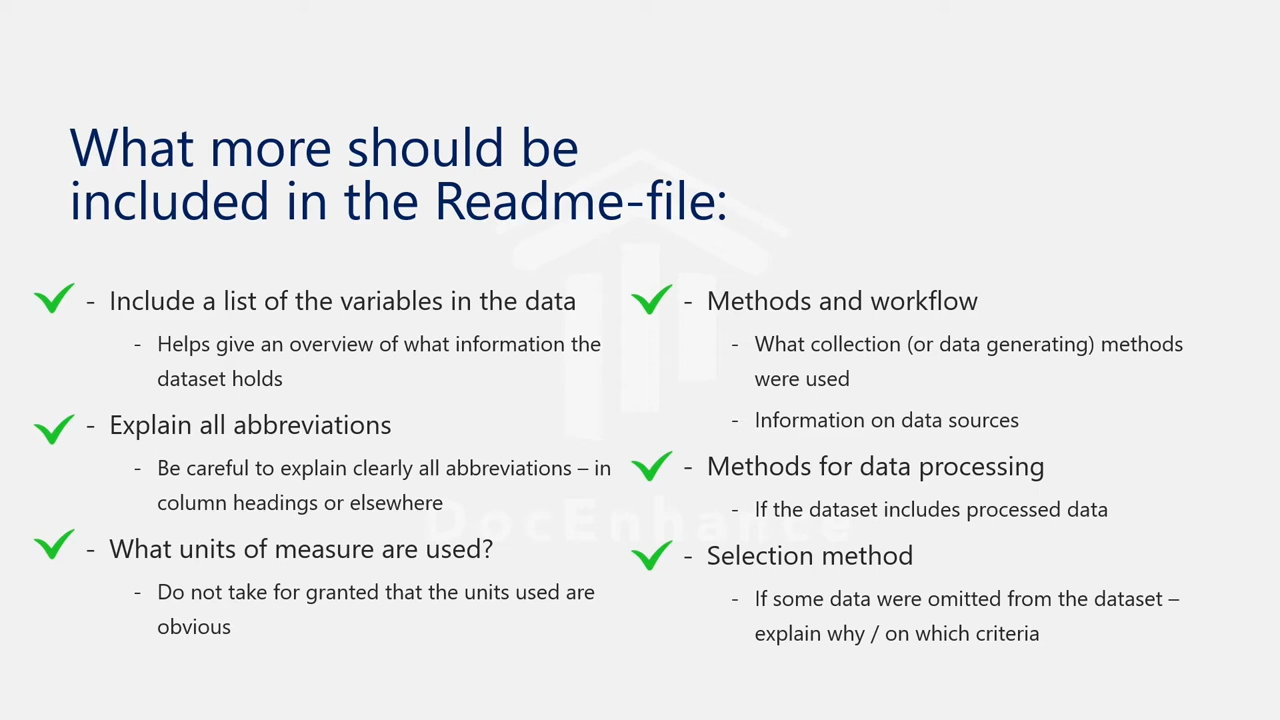 What more should be
included in the Readme-file:
- Include a list of the variables in the data
- Helps give an overview of what information the
dataset holds
- Explain all abbreviations
- Be careful to explain clearly all abbreviations – in
column headings or elsewhere
- What units of measure are used?
- Do not take for granted that the units used are
obvious
- Methods and workflow
- What collection (or data generating) methods
were used
- Information on data sources
- Methods for data processing
- If the dataset includes processed data
- Selection method
- If some data were omitted from the dataset –
explain why / on which criteria
DocEnhance